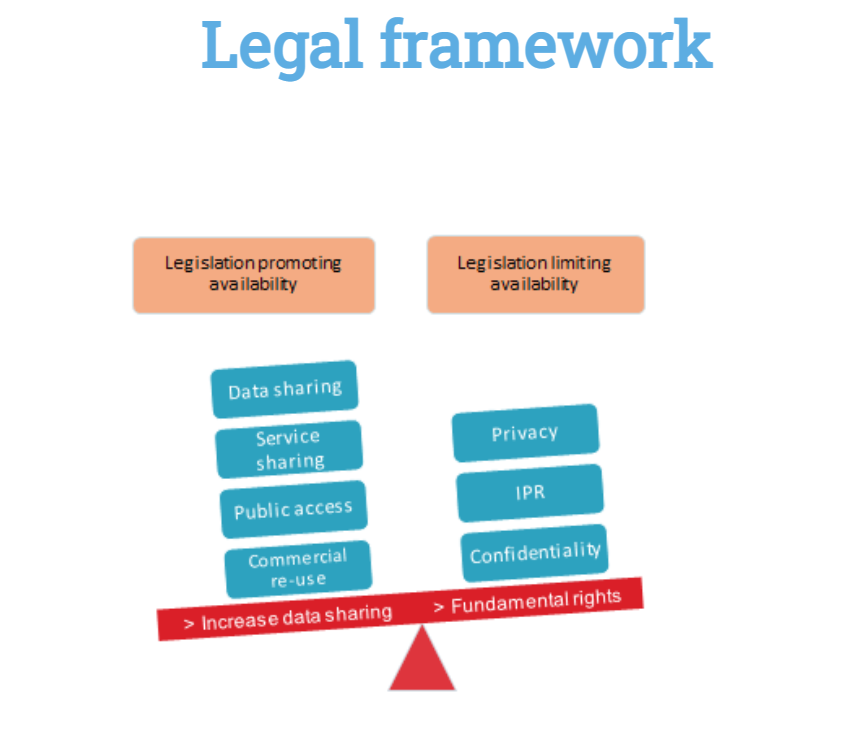 Legal framework
Legislation promoting
availability
Legislation limiting
availability
Data sharing
Service
sharing
Public access
Commercial
re-use
Privacy
IPR
Confidentiality
> Increase data sharing
> Fundamental rights